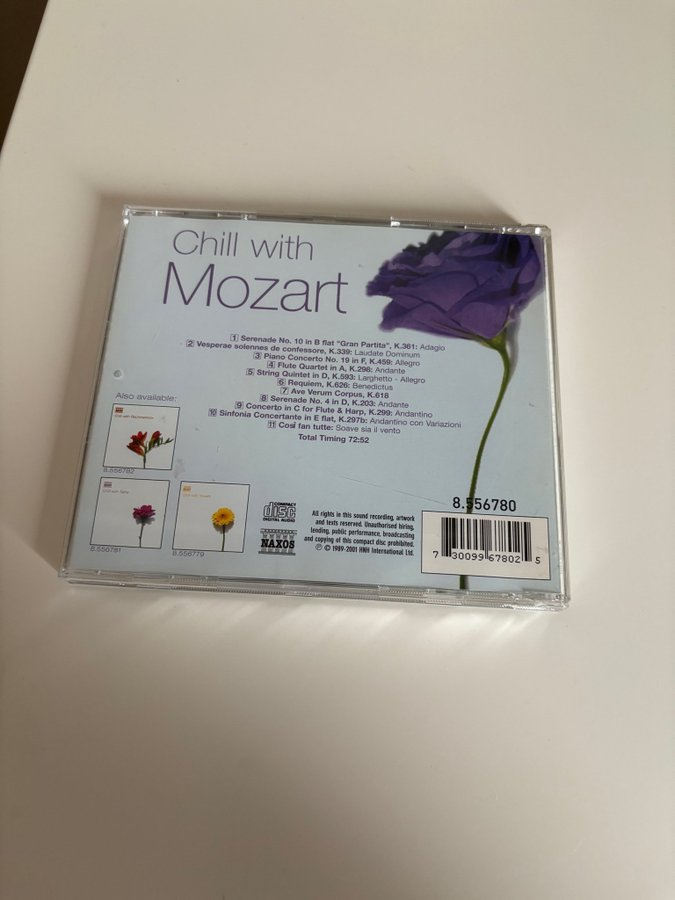 Chill with
Mozart
1 Serenade No. 10 in B flat "Gran Partita", K.361: Adagio
2 Vesperae solennes de confessore, K.339: Laudate Dominum
3 Piano Concerto No. 19 in F, K.459: Allegro
4 Flute Quartet in A, K.298: Andante
5 String Quintet in D, K.593: Larghetto - Allegro
6 Requiem, K.626: Benedictus
7 Ave Verum Corpus, K.618
8 Serenade No. 4 in D, K.203: Andante
9 Concerto in C for Flute & Harp, K.299: Andantino
10 Sinfonia Concertante in E flat, K.297b: Andantino con Variazioni
11 Così fan tutte: Soave sia il vento
Total Timing 72:52
Also available:
Chill with Rachmaninov
8.556782
Chill with
8.556781
Chill with
8.556779
COMPACT
disc
DIGITAL AUDIO
NAXOS
All rights in this sound recording, artwork
and texts reserved. Unauthorised hiring,
lending, public performance, broadcasting
and copying of this compact disc prohibited.
℗ © 1989-2001 HNH International Ltd.
8.556780
7 30099 67802 5